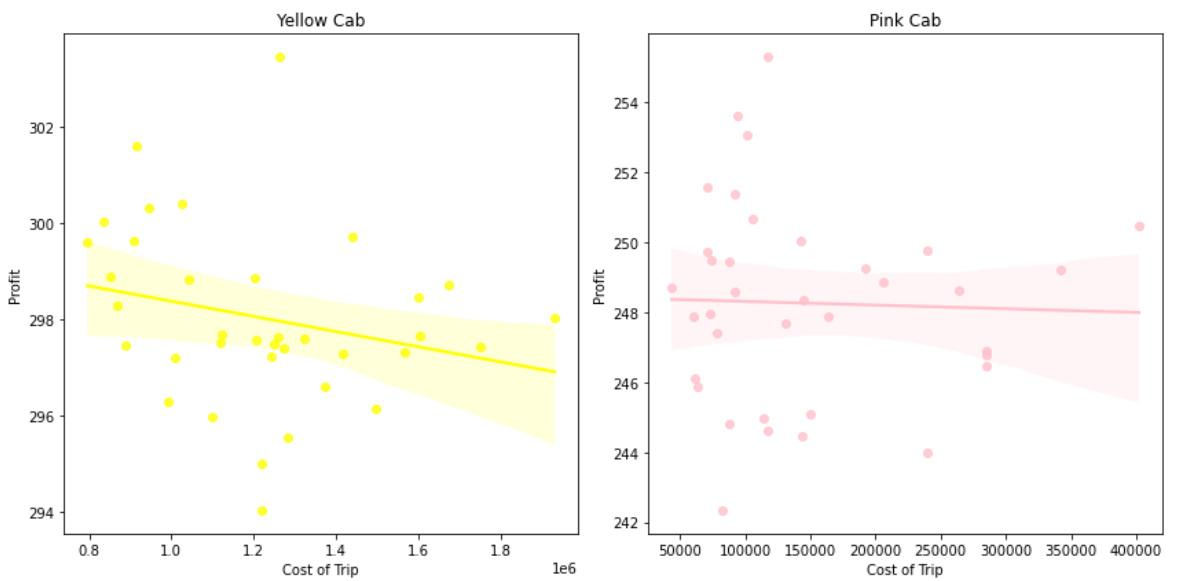 Yellow Cab
Profit
302
300
298
296
294
0.8 1.0 1.2 1.4 1.6 1.8
1e6
Cost of Trip
Pink Cab
Profit
254
252
250
248
246
244
242
50000 100000 150000 200000 250000 300000 350000 400000
Cost of Trip